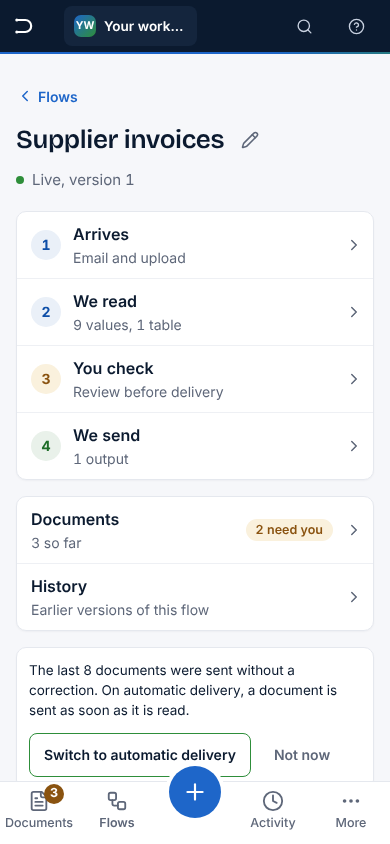 YW Your work...
Flows
Supplier invoices
Live, version 1
1 Arrives
Email and upload
2 We read
9 values, 1 table
3 You check
Review before delivery
4 We send
1 output
Documents
3 so far
2 need you
History
Earlier versions of this flow
The last 8 documents were sent without a
correction. On automatic delivery, a document is
sent as soon as it is read.
Switch to automatic delivery Not now
3
Documents Flows Activity More